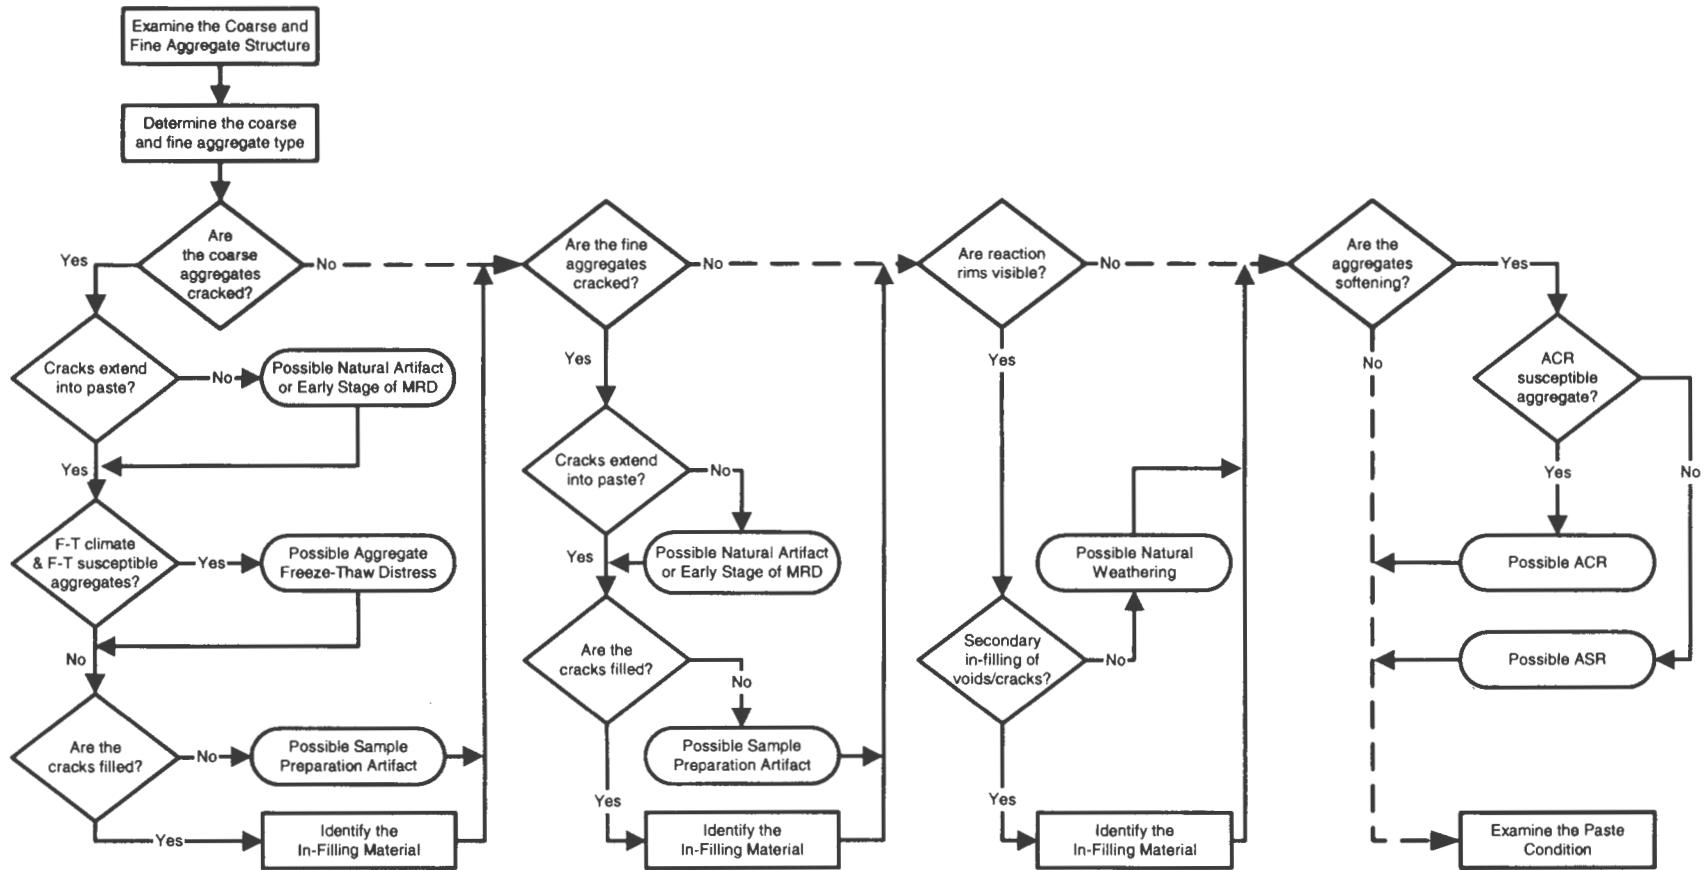 Examine the Coarse and
Fine Aggregate Structure
Determine the coarse
and fine aggregate type
Are
the coarse
aggregates
cracked?
Yes
No
Cracks extend
into paste?
No
Possible Natural Artifact
or Early Stage of MRD
Yes
F-T climate
& F-T susceptible
aggregates?
Yes
Possible Aggregate
Freeze-Thaw Distress
No
Are the
cracks filled?
No
Possible Sample
Preparation Artifact
Yes
Identify the
In-Filling Material
Are the fine
aggregates
cracked?
No
Yes
Cracks extend
into paste?
No
Possible Natural Artifact
or Early Stage of MRD
Yes
Are the
cracks filled?
No
Possible Sample
Preparation Artifact
Yes
Identify the
In-Filling Material
Are reaction
rims visible?
No
Yes
Secondary
in-filling of
voids/cracks?
No
Possible Natural
Weathering
Yes
Identify the
In-Filling Material
Are the
aggregates
softening?
Yes
No
ACR
susceptible
aggregate?
Yes
No
Possible ACR
Possible ASR
Examine the Paste
Condition